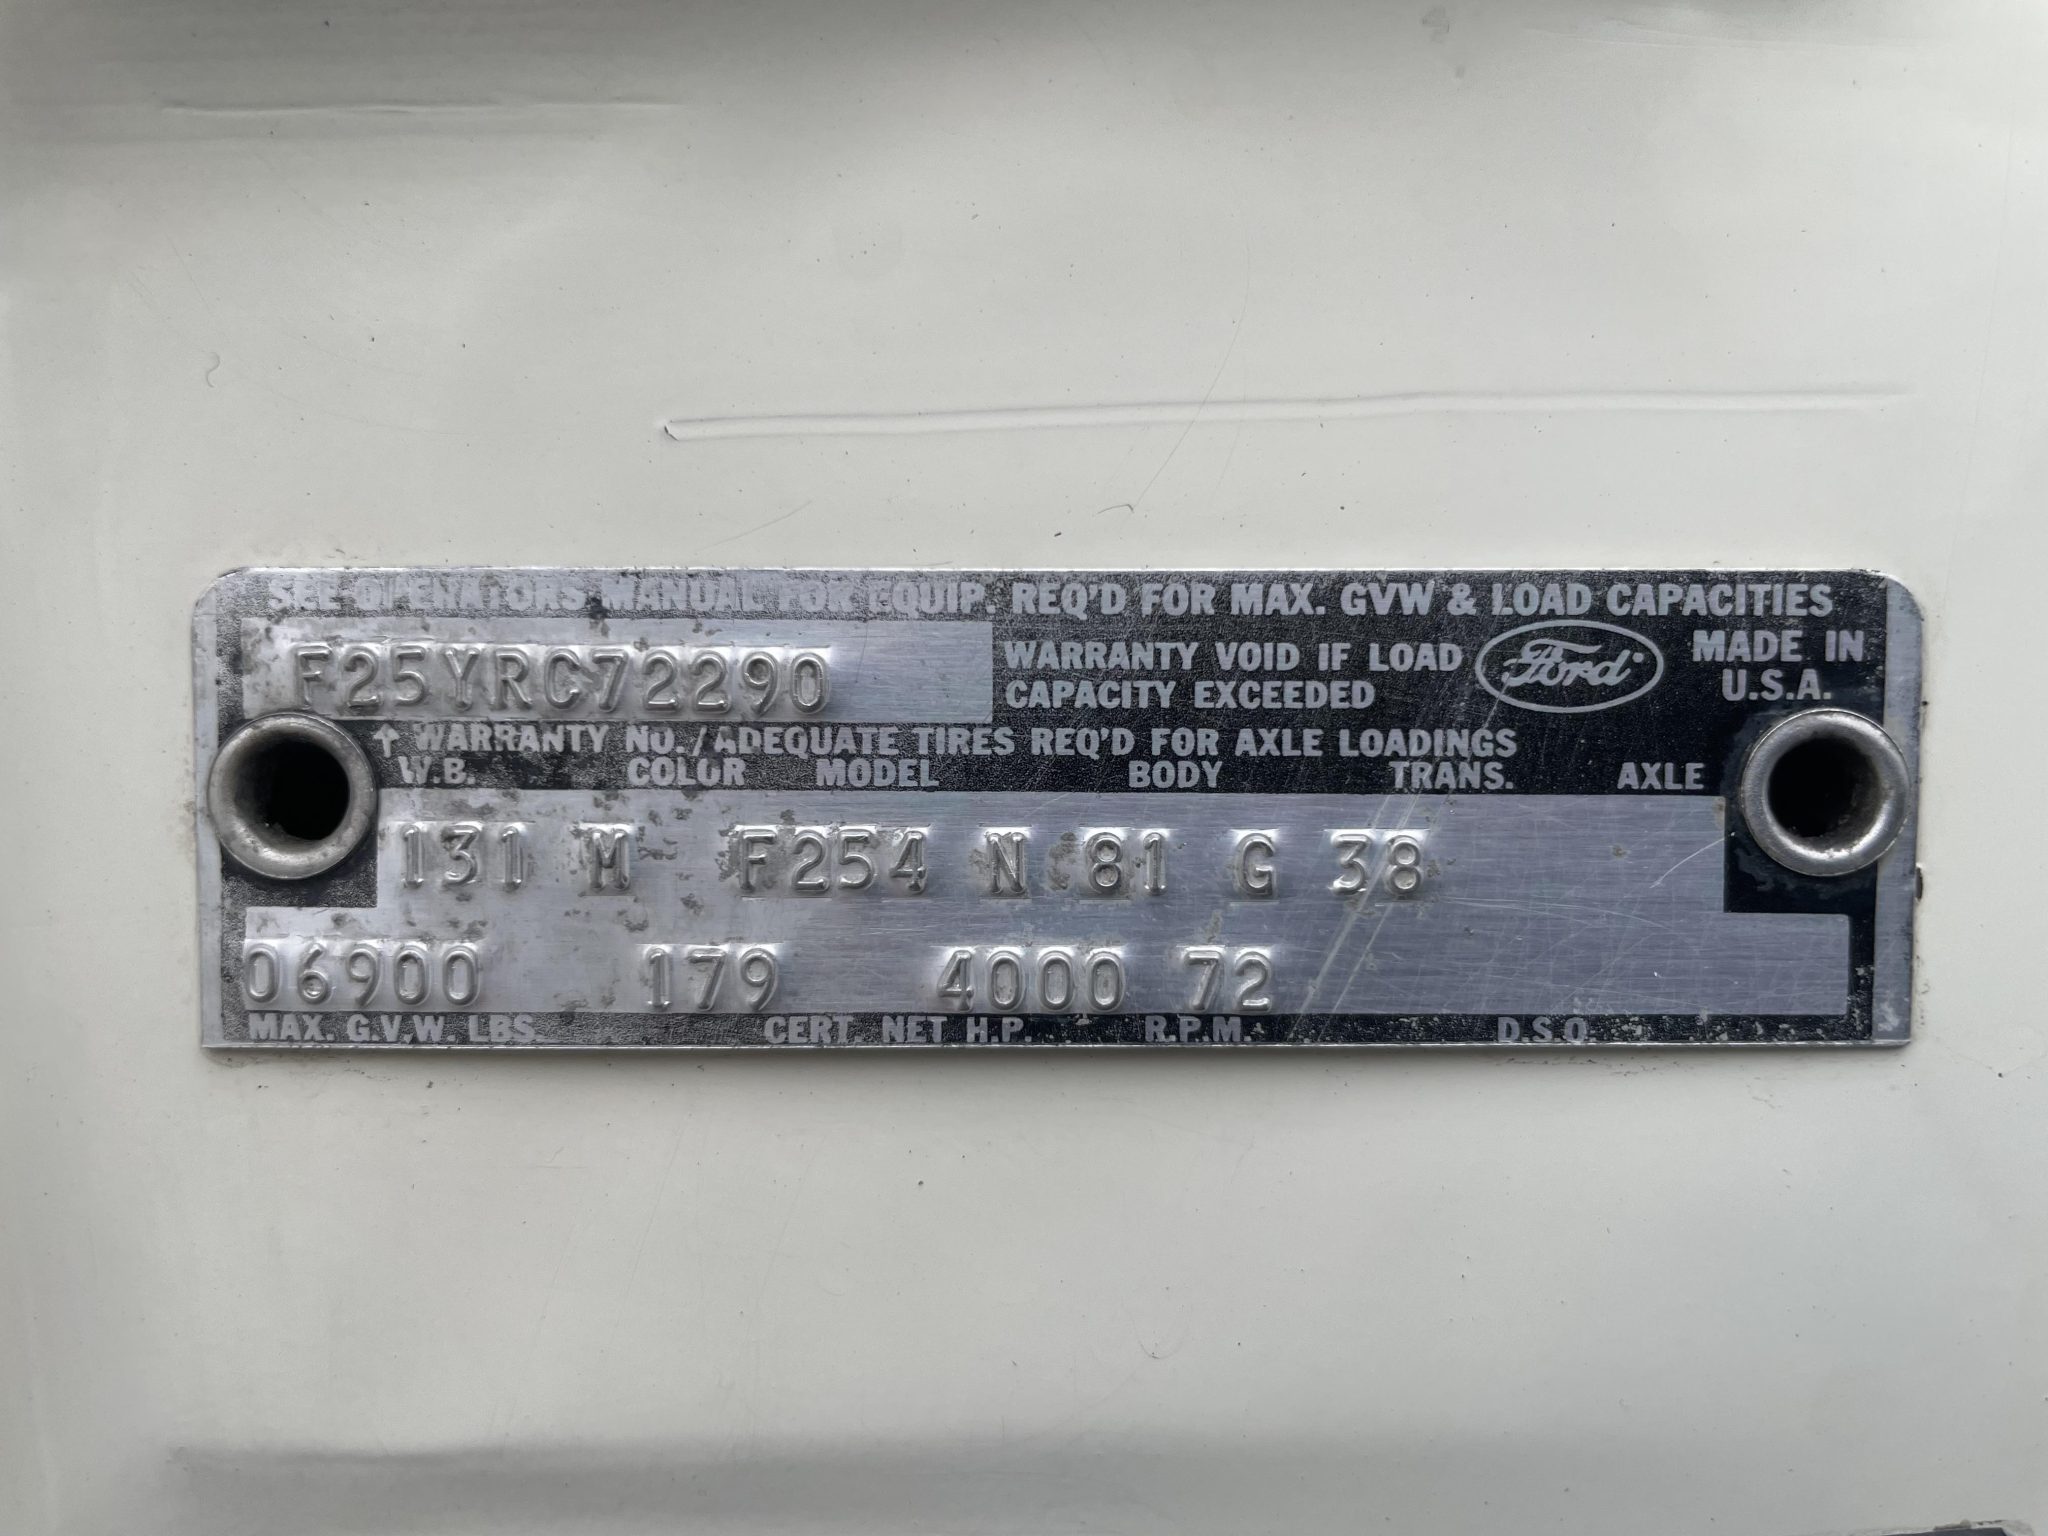 SEE OPERATORS MANUAL FOR EQUIP. REQ'D FOR MAX. GVW & LOAD CAPACITIES
F25YRC72290
WARRANTY VOID IF LOAD
CAPACITY EXCEEDED
Ford
MADE IN
U.S.A.
↑ WARRANTY NO./ADEQUATE TIRES REQ'D FOR AXLE LOADINGS
W.B. COLOR MODEL BODY TRANS. AXLE
131 M F254 N 81 G 38
06900 179 4000 72
MAX. G.V.W. LBS. CERT. NET H.P. R.P.M. D.S.O.